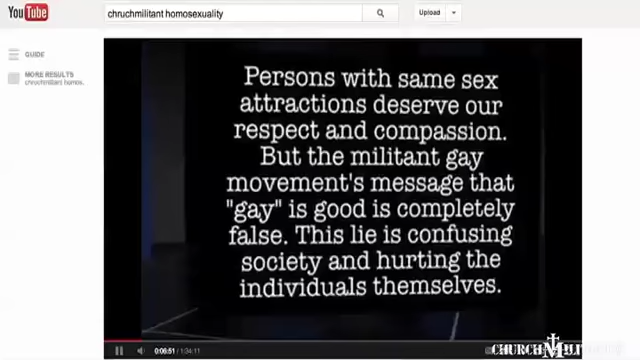 YouTube
chruchmilitant homosexuality
Upload
GUIDE
MORE RESULTS
chruchmilitant homos.
Persons with same sex
attractions deserve our
respect and compassion.
But the militant gay
movement's message that
"gay" is good is completely
false. This lie is confusing
society and hurting the
individuals themselves.
0:06:51 / 1:34:11